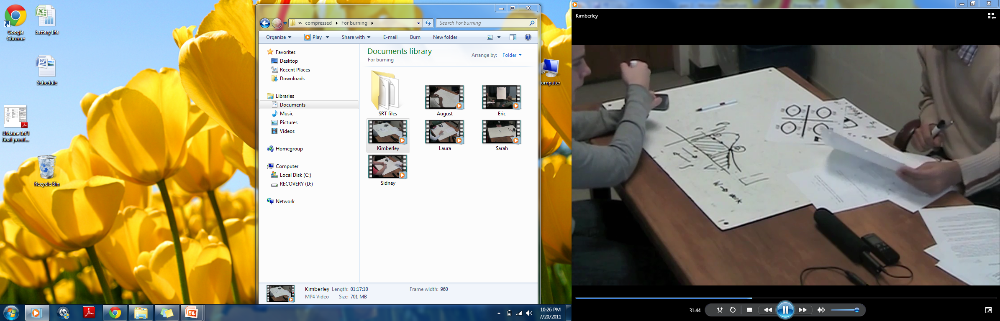 Google
Chrome
battery life
Schedule
UMaine Int'l
final proof...
Recycle Bin
« compressed For burning
Search For burning
Organize Play Share with E-mail Burn New folder
Favorites
Desktop
Recent Places
Downloads
Libraries
Documents
Music
Pictures
Videos
Homegroup
Computer
Local Disk (C:)
RECOVERY (D:)
Network
Documents library
For burning
Arrange by: Folder
SRT files
August
Eric
Kimberley
Laura
Sarah
Sidney
Kimberley Length: 01:17:10 Frame width: 960
MP4 Video Size: 701 MB
omputer
10:26 PM
7/20/2011
Kimberley
31:44